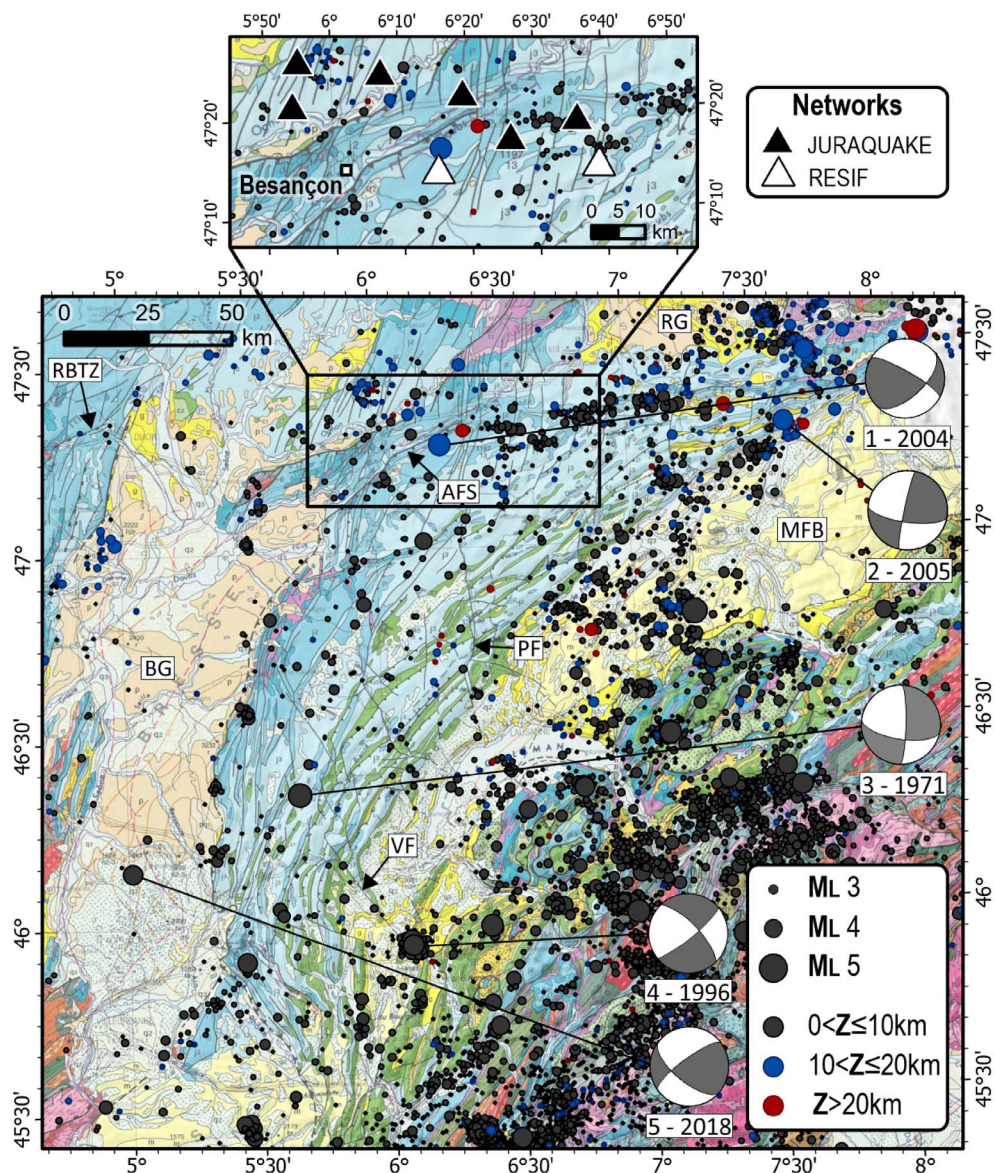 5°50' 6° 6°10' 6°20' 6°30' 6°40' 6°50'
47°20'
47°10'
47°20'
47°10'
Besançon
0 5 10
km
Networks
JURAQUAKE
RESIF
5° 5°30' 6° 6°30' 7° 7°30' 8°
0 25 50
km
RBTZ
RG
AFS
MFB
BG
PF
VF
LÉMAN
LAUSANNE
Doubs
47°30'
47°
46°30'
46°
45°30'
47°30'
47°
46°30'
46°
45°30'
1 - 2004
2 - 2005
3 - 1971
4 - 1996
5 - 2018
ML 3
ML 4
ML 5
0<Z≤10km
10<Z≤20km
Z>20km
5° 5°30' 6° 6°30' 7° 7°30' 8°